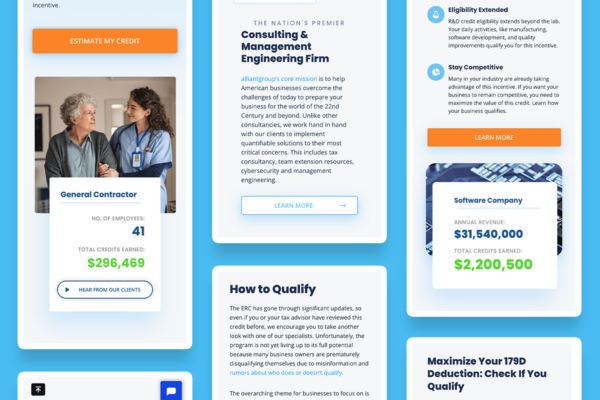 incentive.
ESTIMATE MY CREDIT
General Contractor
NO. OF EMPLOYEES:
41
TOTAL CREDITS EARNED:
$296,469
HEAR FROM OUR CLIENTS
THE NATION'S PREMIER
Consulting &
Management
Engineering Firm
alliantgroup's core mission is to help
American businesses overcome the
challenges of today to prepare your
business for the world of the 22nd
Century and beyond. Unlike other
consultancies, we work hand in hand
with our clients to implement
quantifiable solutions to their most
critical concerns. This includes tax
consultancy, team extension resources,
cybersecurity and management
engineering.
LEARN MORE
How to Qualify
The ERC has gone through significant updates, so
even if you or your tax advisor have reviewed this
credit before, we encourage you to take another
look with one of our specialists. Unfortunately, the
program is not yet living up to its full potential
because many business owners are prematurely
disqualifying themselves due to misinformation and
rumors about who does or doesn't qualify.
The overarching theme for businesses to focus on is
Eligibility Extended
R&D credit eligibility extends beyond the lab.
Your daily activities, like manufacturing,
software development, and quality
improvements qualify you for this incentive.
Stay Competitive
Many in your industry are already taking
advantage of this incentive. If you want your
business to remain competitive, you need to
maximize the value of this credit. Learn how
your business qualifies.
LEARN MORE
Software Company
ANNUAL REVENUE:
$31,540,000
TOTAL CREDITS EARNED:
$2,200,500
Maximize Your 179D
Deduction: Check If You
Qualify